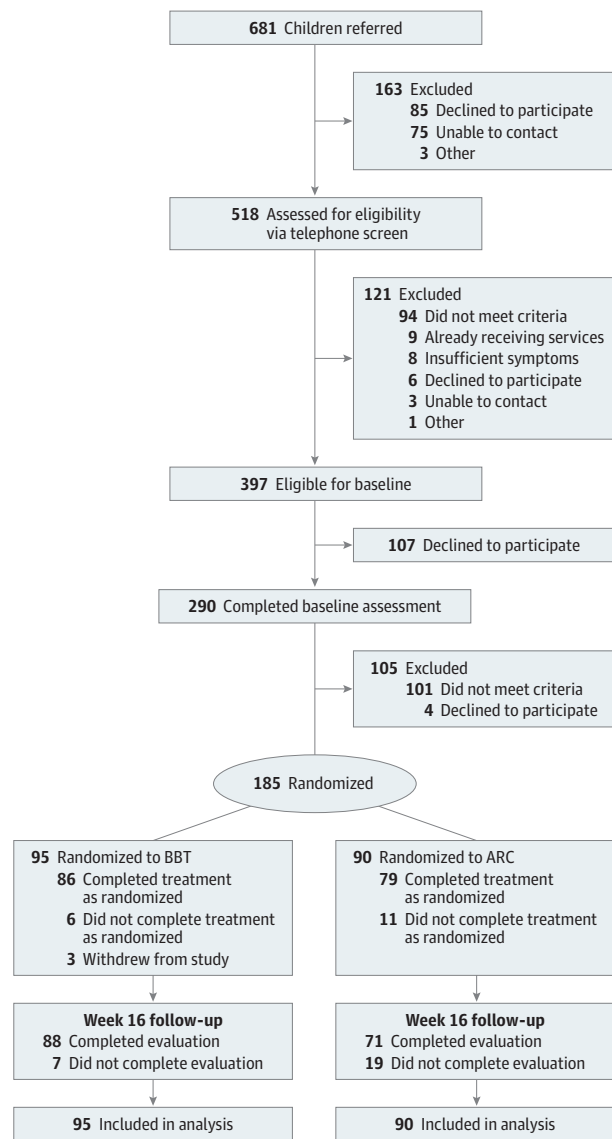 681 Children referred
163 Excluded
85 Declined to participate
75 Unable to contact
3 Other
518 Assessed for eligibility
via telephone screen
121 Excluded
94 Did not meet criteria
9 Already receiving services
8 Insufficient symptoms
6 Declined to participate
3 Unable to contact
1 Other
397 Eligible for baseline
107 Declined to participate
290 Completed baseline assessment
105 Excluded
101 Did not meet criteria
4 Declined to participate
185 Randomized
95 Randomized to BBT
86 Completed treatment
as randomized
6 Did not complete treatment
as randomized
3 Withdrew from study
90 Randomized to ARC
79 Completed treatment
as randomized
11 Did not complete treatment
as randomized
Week 16 follow-up
88 Completed evaluation
7 Did not complete evaluation
Week 16 follow-up
71 Completed evaluation
19 Did not complete evaluation
95 Included in analysis
90 Included in analysis